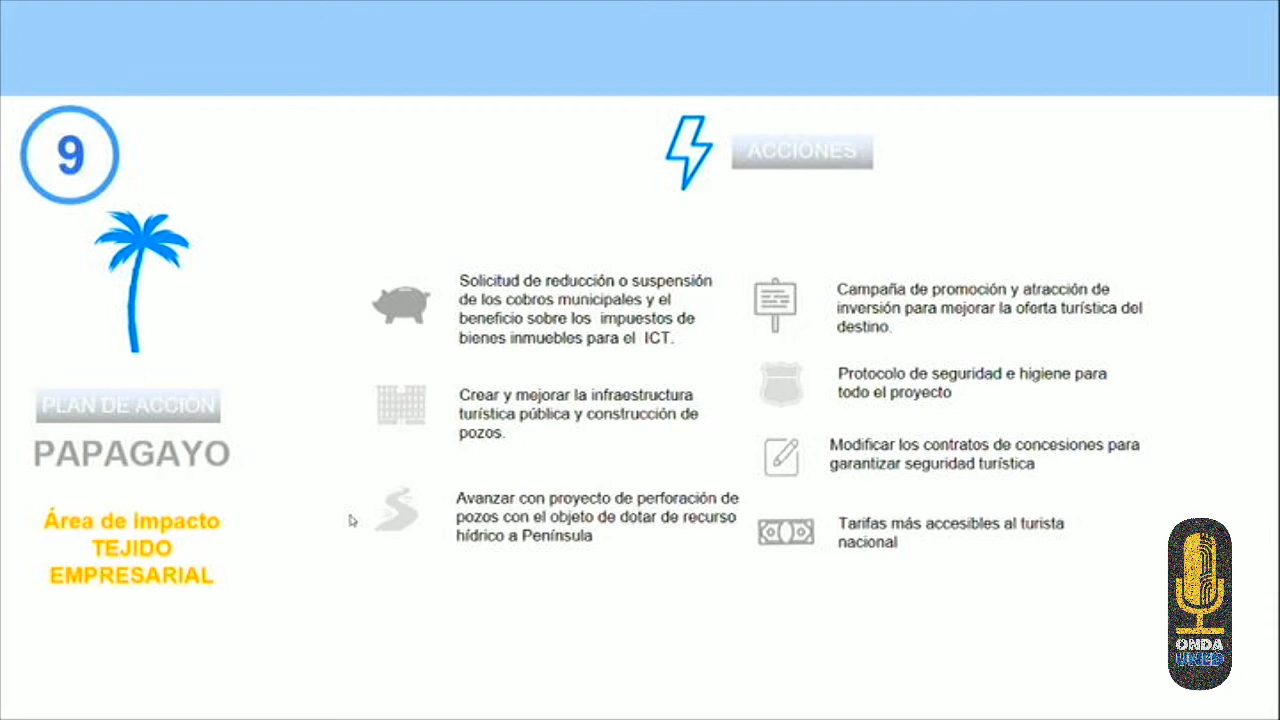 9
ACCIONES
PLAN DE ACCIÓN
PAPAGAYO
Área de Impacto
TEJIDO
EMPRESARIAL
Solicitud de reducción o suspensión
de los cobros municipales y el
beneficio sobre los impuestos de
bienes inmuebles para el ICT.
Crear y mejorar la infraestructura
turística pública y construcción de
pozos.
Avanzar con proyecto de perforación de
pozos con el objeto de dotar de recurso
hídrico a Península
Campaña de promoción y atracción de
inversión para mejorar la oferta turística del
destino.
Protocolo de seguridad e higiene para
todo el proyecto
Modificar los contratos de concesiones para
garantizar seguridad turística
Tarifas más accesibles al turista
nacional
ONDA
UNED